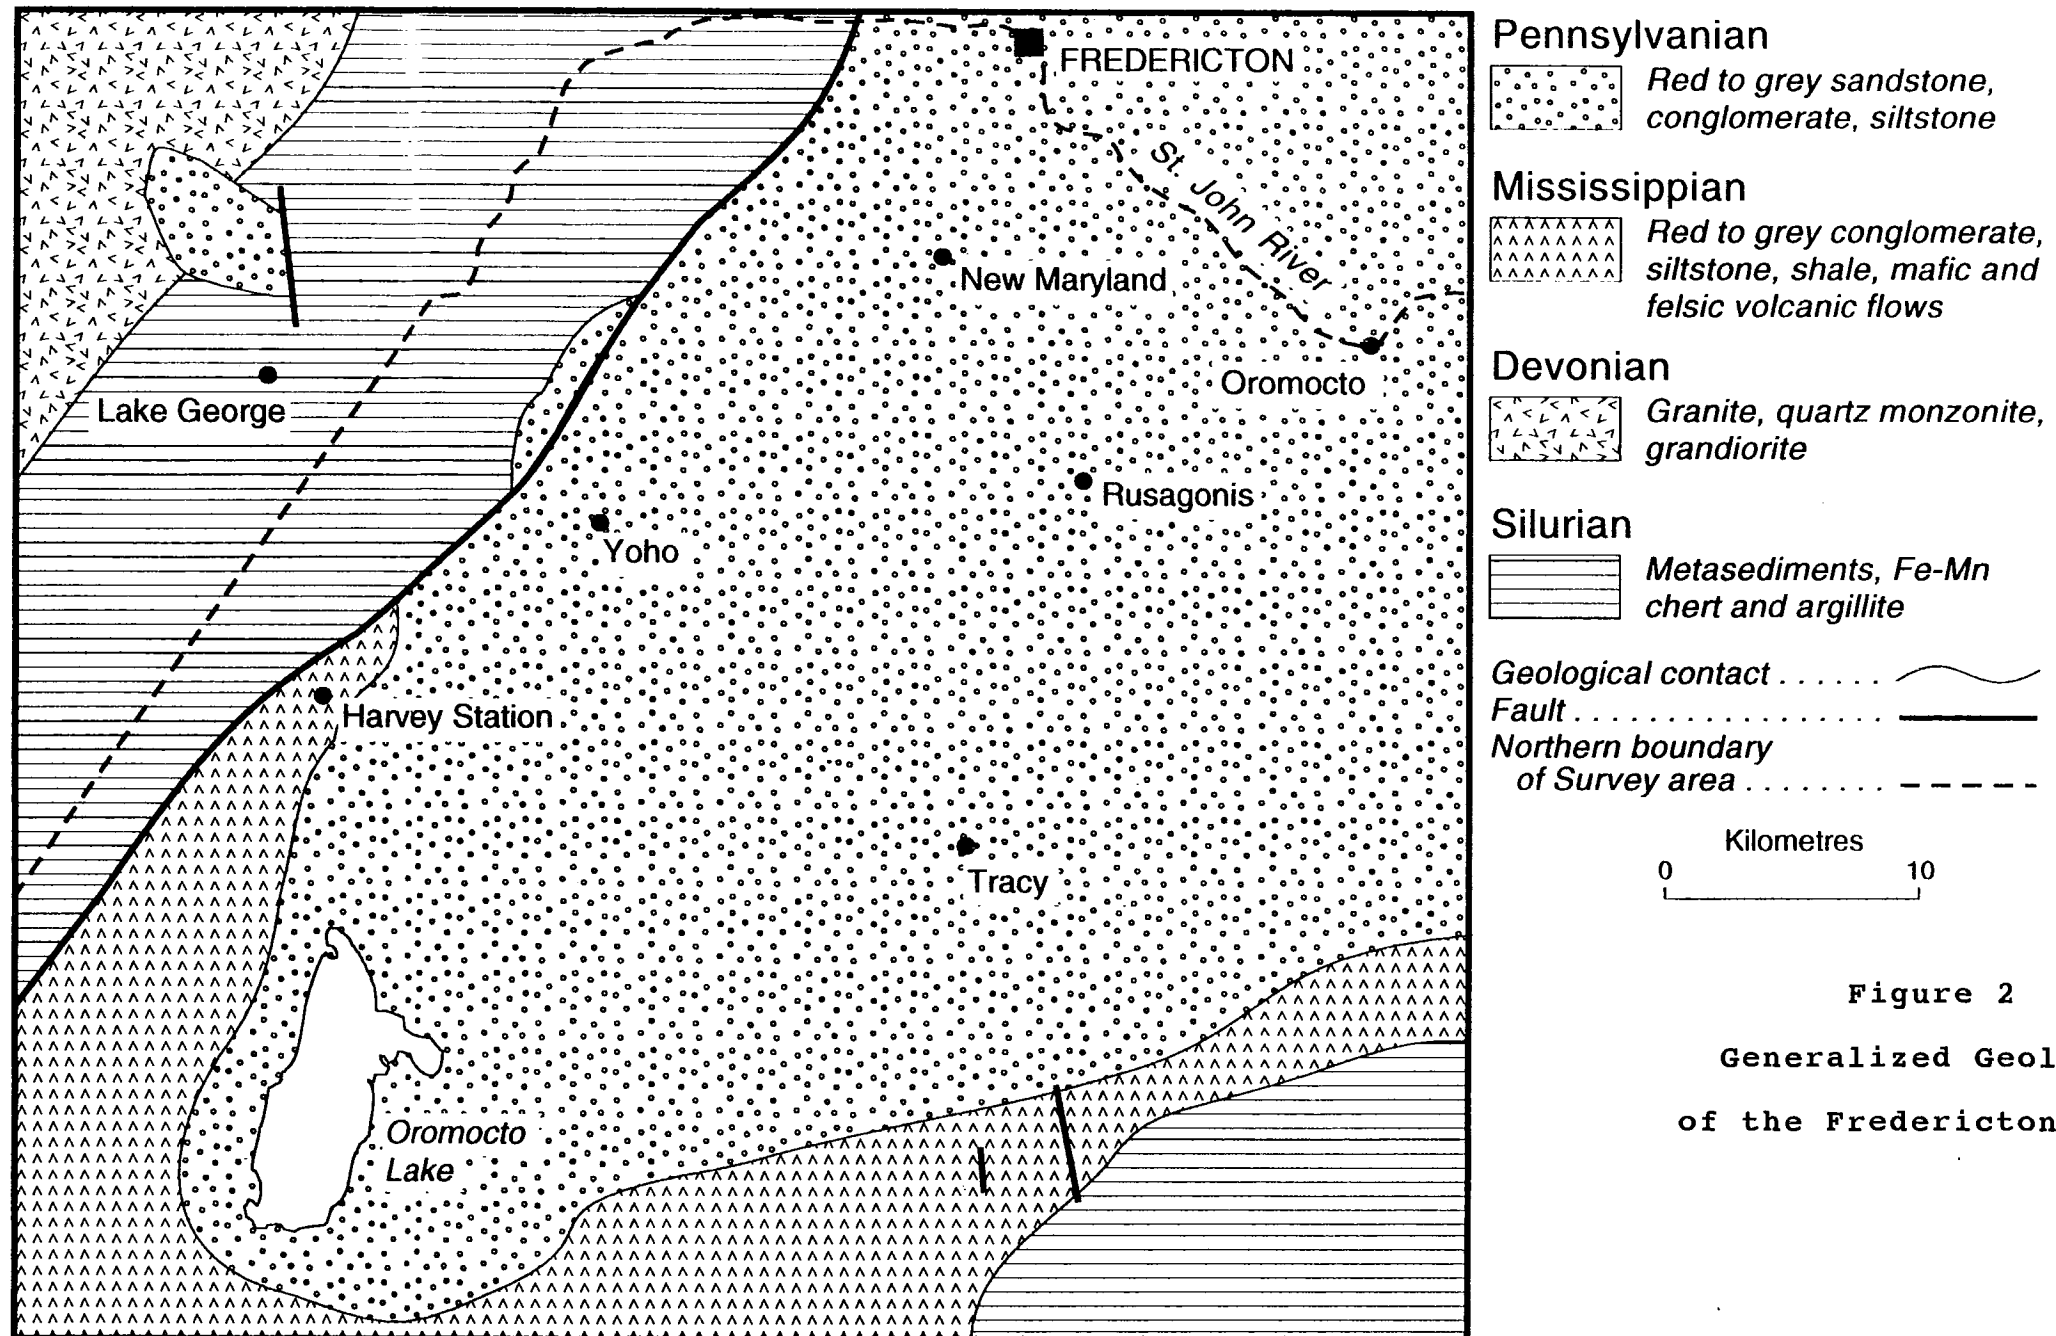 FREDERICTON
St. John River
New Maryland
Oromocto
Lake George
Rusagonis
Yoho
Harvey Station
Tracy
Oromocto
Lake
Pennsylvanian
Red to grey sandstone,
conglomerate, siltstone
Mississippian
Red to grey conglomerate,
siltstone, shale, mafic and
felsic volcanic flows
Devonian
Granite, quartz monzonite,
grandiorite
Silurian
Metasediments, Fe-Mn
chert and argillite
Geological contact . . . . . .
Fault . . . . . . . . . . . . . . . . . .
Northern boundary
of Survey area . . . . . . . .
Kilometres
0 10
Figure 2
Generalized Geol
of the Fredericton